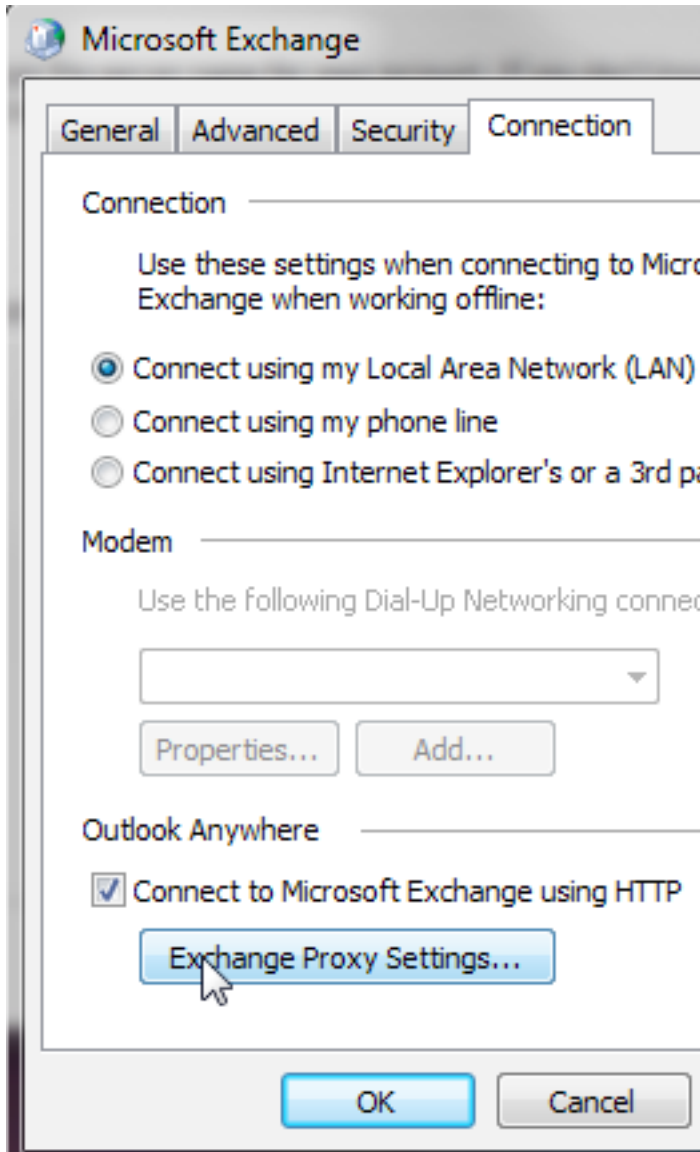 Microsoft Exchange
General Advanced Security Connection
Connection
Use these settings when connecting to
Exchange when working offline:
Connect using my Local Area Network (LAN)
Connect using my phone line
Connect using Internet Explorer's or a 3rd
Modem
Use the following Dial-Up Networking
Properties... Add...
Outlook Anywhere
Connect to Microsoft Exchange using HTTP
Exchange Proxy Settings...
OK Cancel